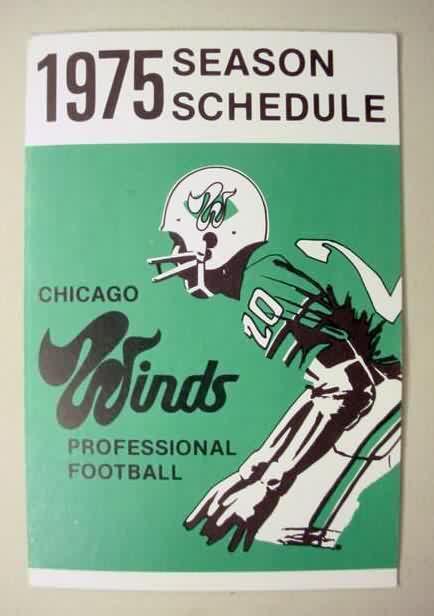 1975 SEASON
SCHEDULE
CHICAGO
Winds
PROFESSIONAL
FOOTBALL
W
20